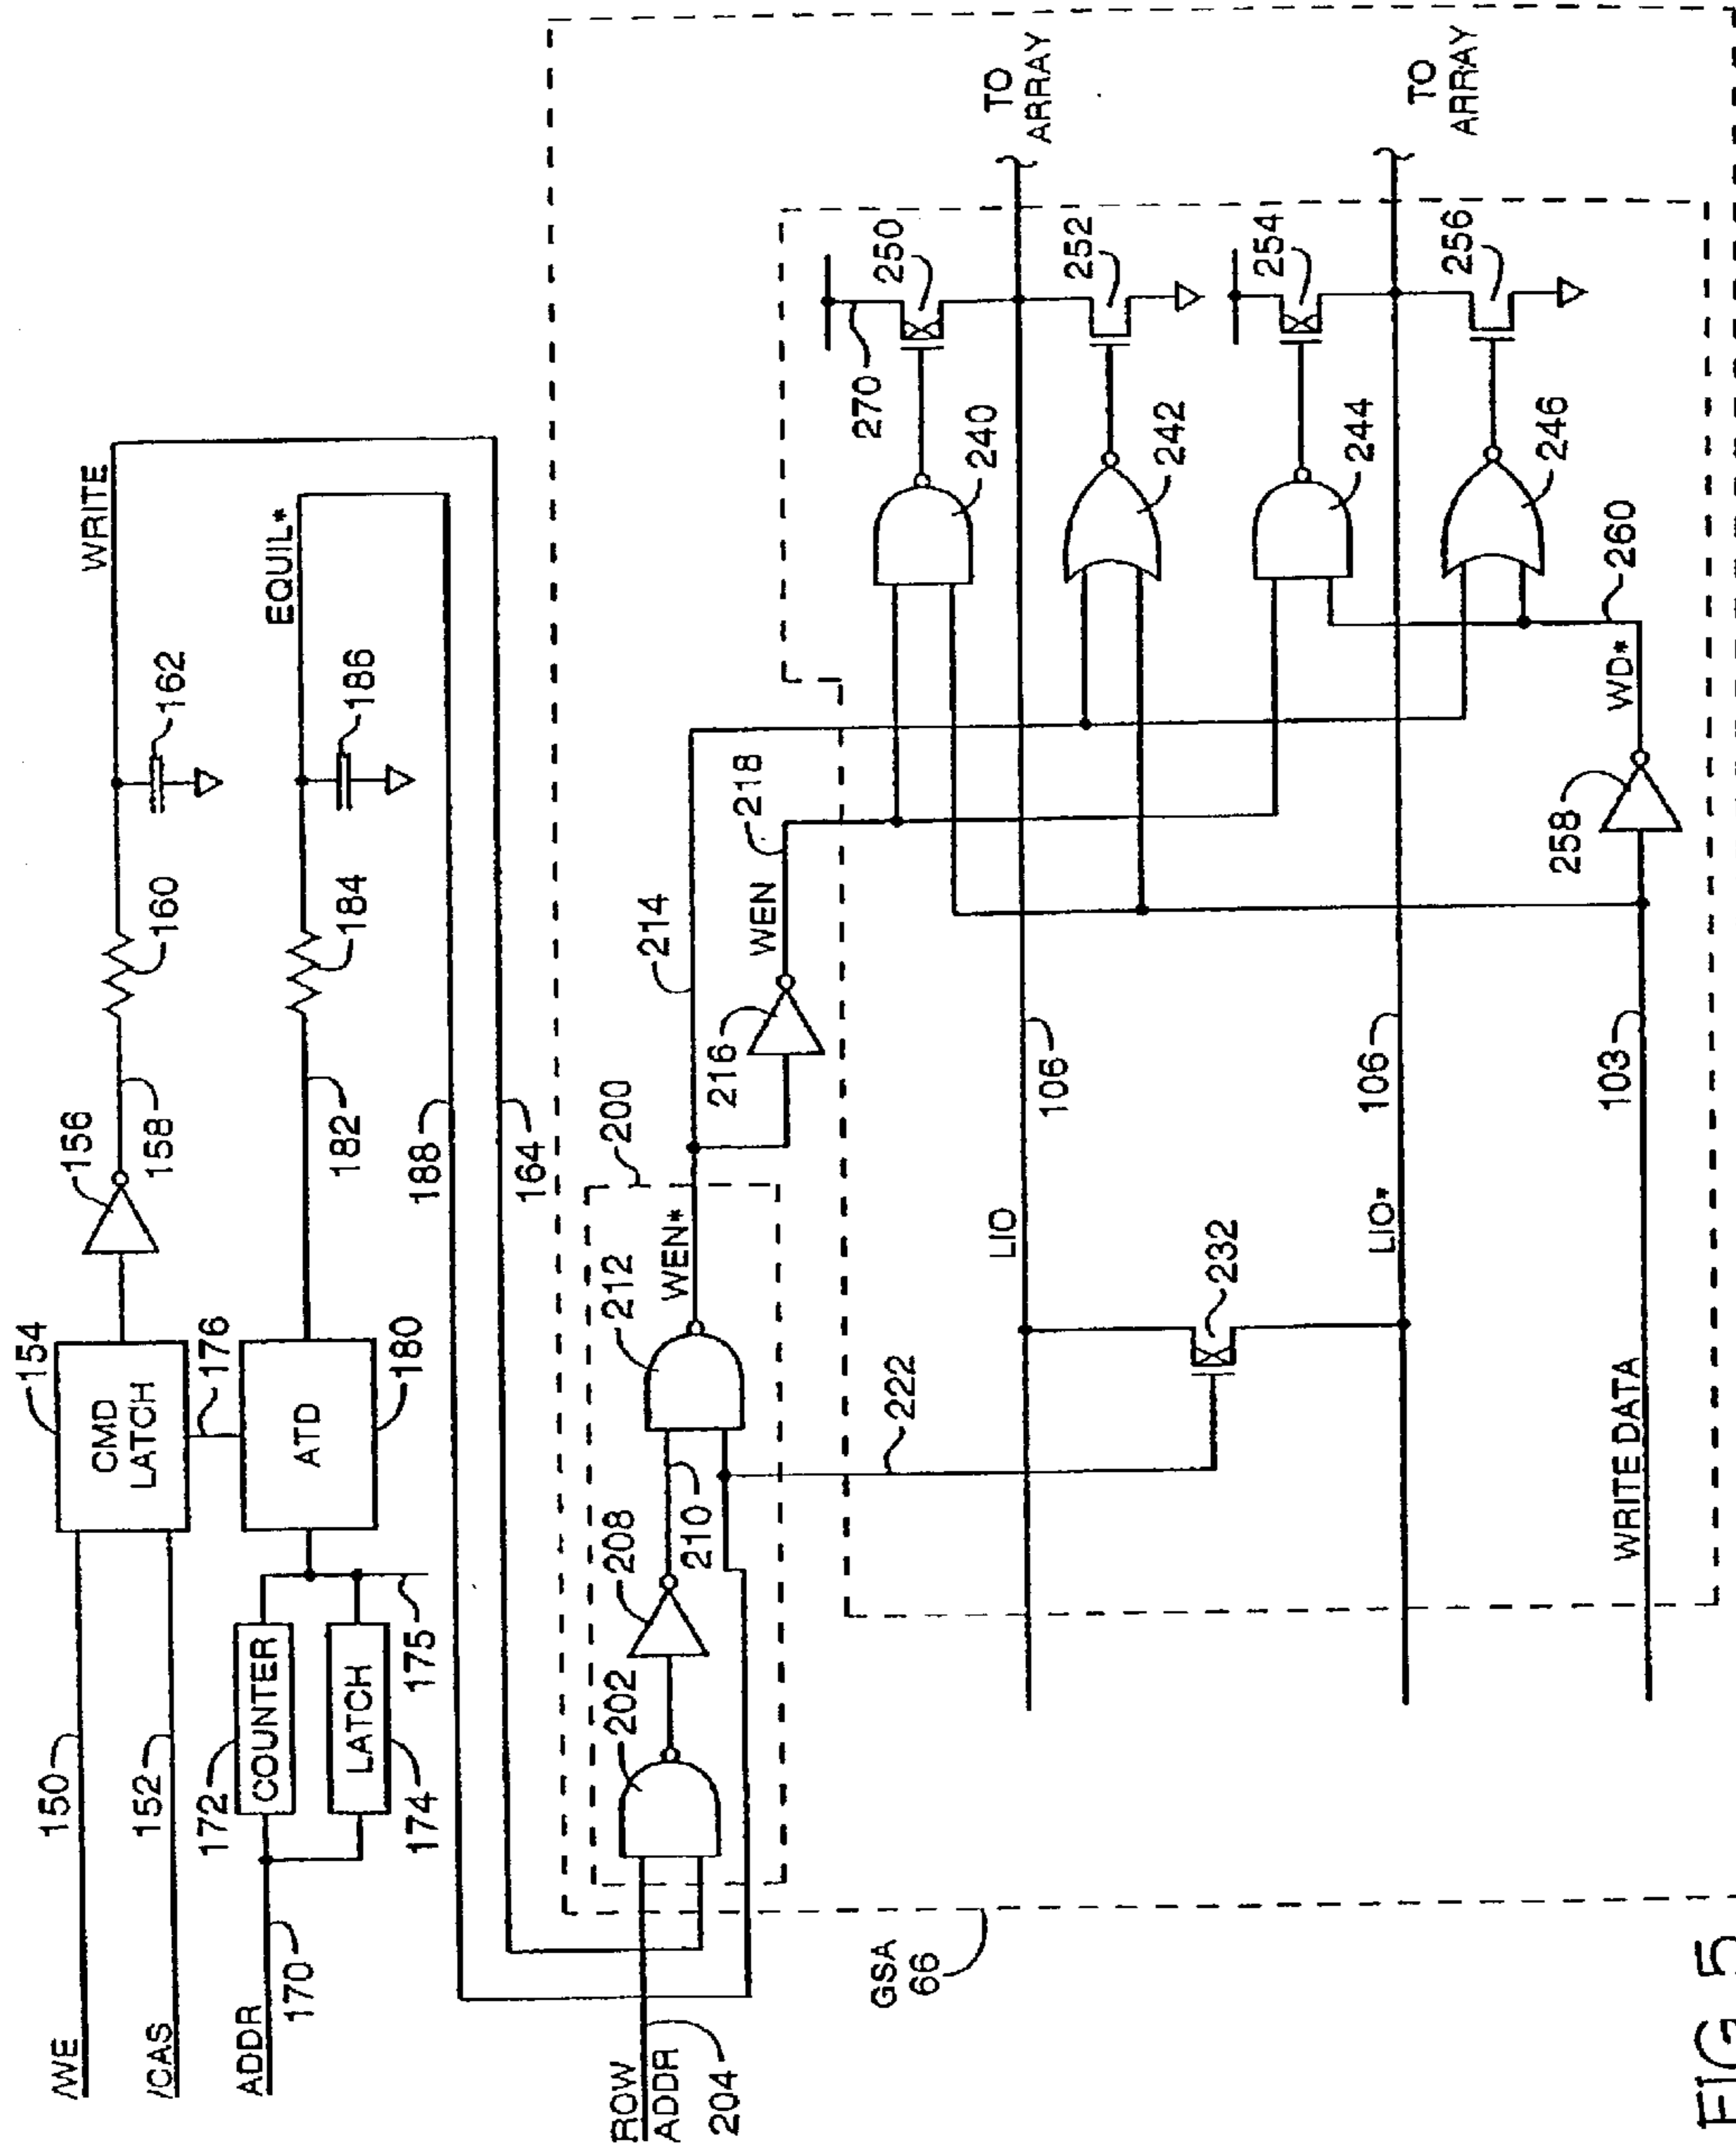 /WE
150
/CAS
152
ADDR
170
172
COUNTER
LATCH
174
175
154
CMD
LATCH
176
ATD
180
156
158
160
162
WRITE
182
184
186
EQUIL*
188
164
ROW
ADDR
204
GSA
66
200
202
208
210
212
WEN*
214
216
WEN
218
222
LIO
106
232
LIO*
106
WRITE DATA
103
258
WD*
260
240
242
244
246
270
250
252
254
256
TO
ARRAY
TO
ARRAY
FIG 5